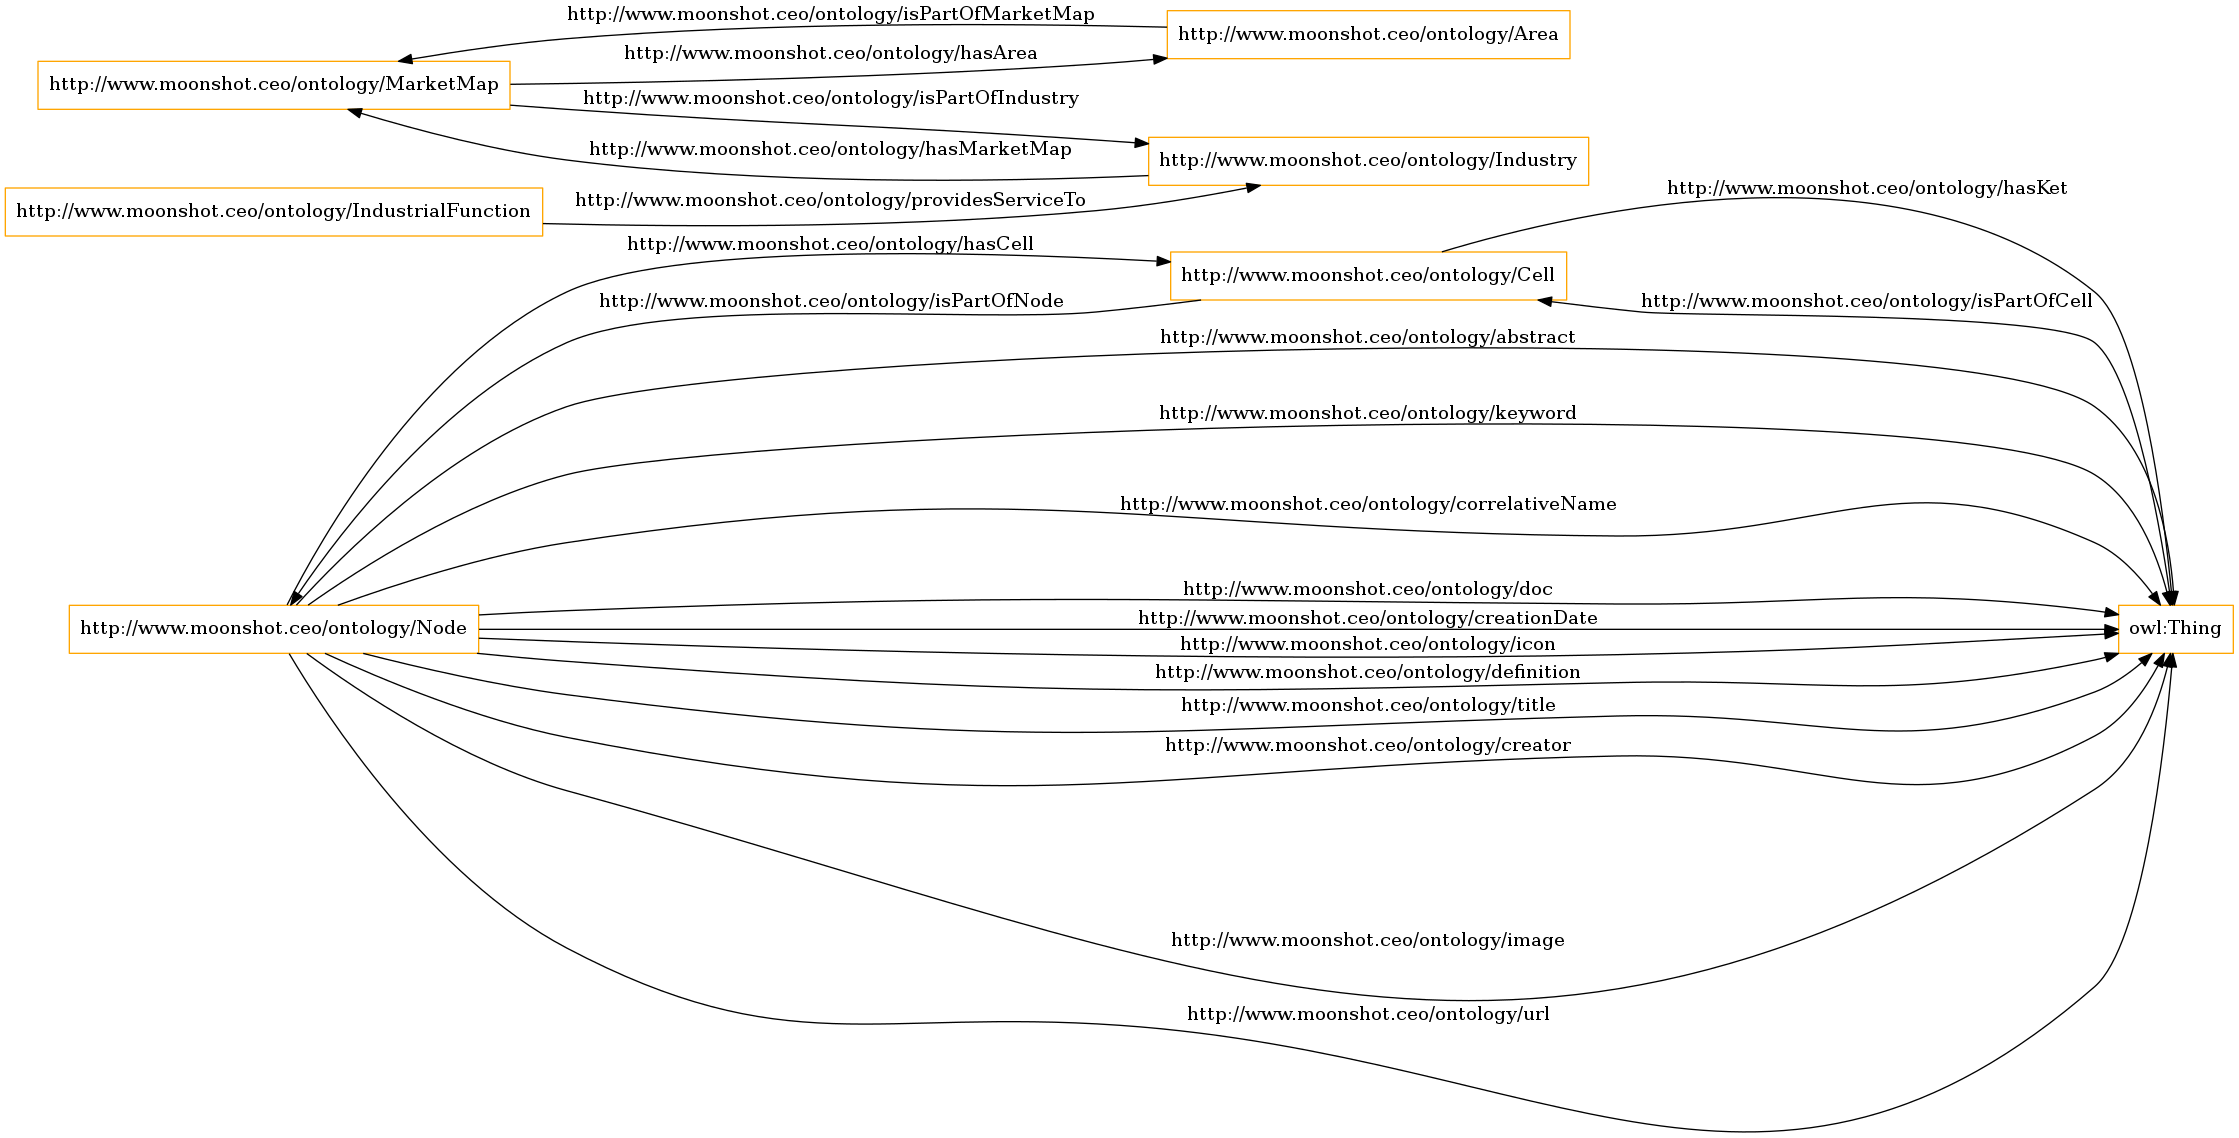 http://www.moonshot.ceo/ontology/isPartOfMarketMap
http://www.moonshot.ceo/ontology/Area
http://www.moonshot.ceo/ontology/hasArea
http://www.moonshot.ceo/ontology/MarketMap
http://www.moonshot.ceo/ontology/isPartOfIndustry
http://www.moonshot.ceo/ontology/hasMarketMap
http://www.moonshot.ceo/ontology/Industry
http://www.moonshot.ceo/ontology/hasKet
http://www.moonshot.ceo/ontology/providesServiceTo
http://www.moonshot.ceo/ontology/IndustrialFunction
http://www.moonshot.ceo/ontology/hasCell
http://www.moonshot.ceo/ontology/Cell
http://www.moonshot.ceo/ontology/isPartOfNode
http://www.moonshot.ceo/ontology/isPartOfCell
http://www.moonshot.ceo/ontology/abstract
http://www.moonshot.ceo/ontology/keyword
http://www.moonshot.ceo/ontology/correlativeName
http://www.moonshot.ceo/ontology/doc
http://www.moonshot.ceo/ontology/creationDate
http://www.moonshot.ceo/ontology/Node
owl:Thing
http://www.moonshot.ceo/ontology/icon
http://www.moonshot.ceo/ontology/definition
http://www.moonshot.ceo/ontology/title
http://www.moonshot.ceo/ontology/creator
http://www.moonshot.ceo/ontology/image
http://www.moonshot.ceo/ontology/url